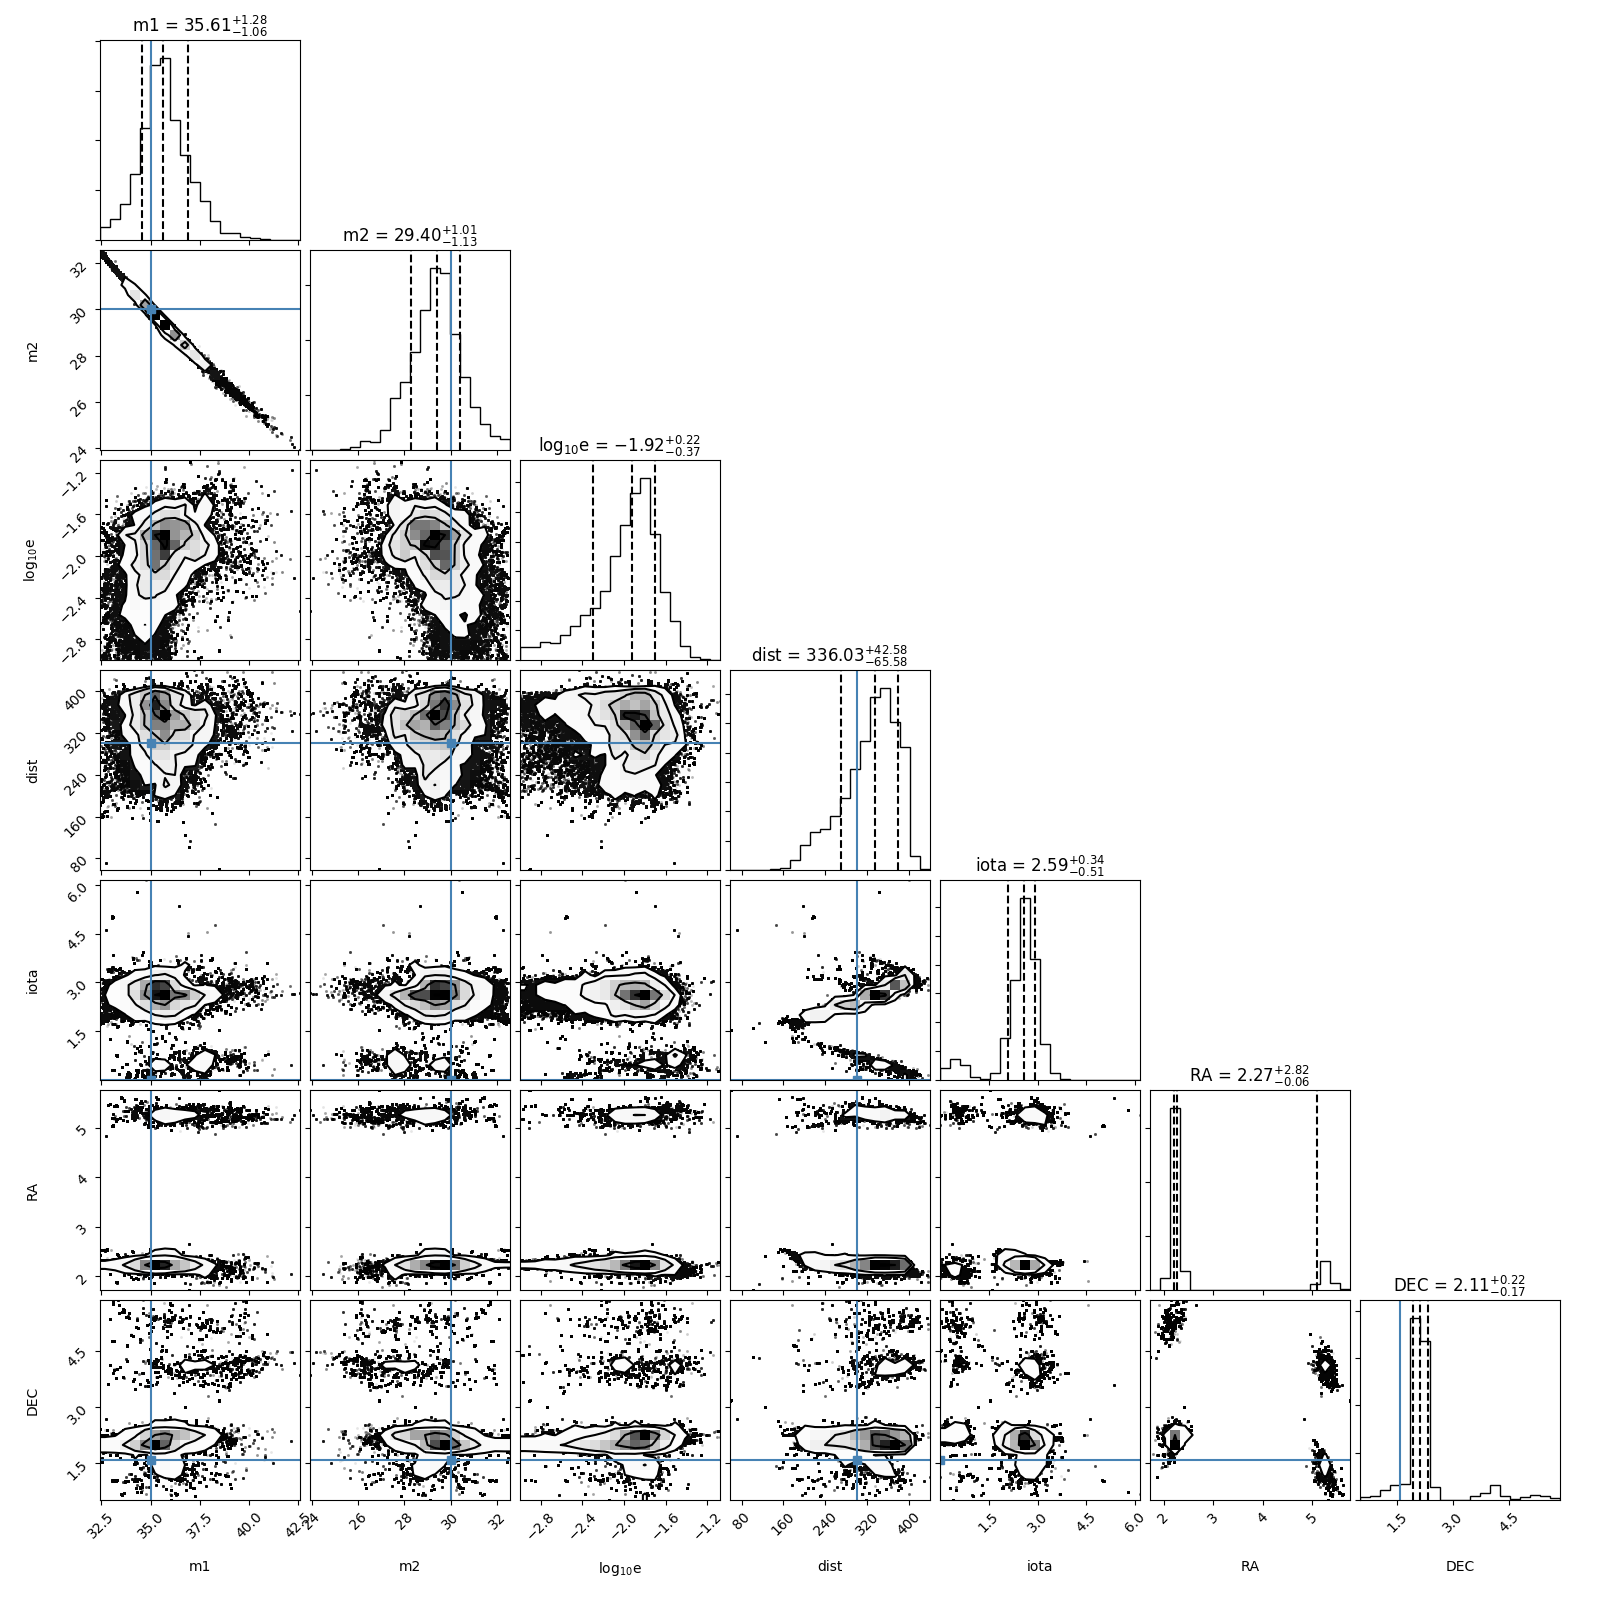 m1 = 35.61+1.28−1.06
m2 = 29.40+1.01−1.13
log10e = −1.92+0.22−0.37
dist = 336.03+42.58−65.58
iota = 2.59+0.34−0.51
RA = 2.27+2.82−0.06
DEC = 2.11+0.22−0.17
m2
32
30
28
26
24
log10e
−1.2
−1.6
−2.0
−2.4
−2.8
dist
400
320
240
160
80
iota
6.0
4.5
3.0
1.5
RA
5
4
3
2
DEC
4.5
3.0
1.5
32.5 35.0 37.5 40.0 42.5 24 26 28 30 32 −2.8 −2.4 −2.0 −1.6 −1.2 80 160 240 320 400 1.5 3.0 4.5 6.0 2 3 4 5 1.5 3.0 4.5
m1 m2 log10e dist iota RA DEC